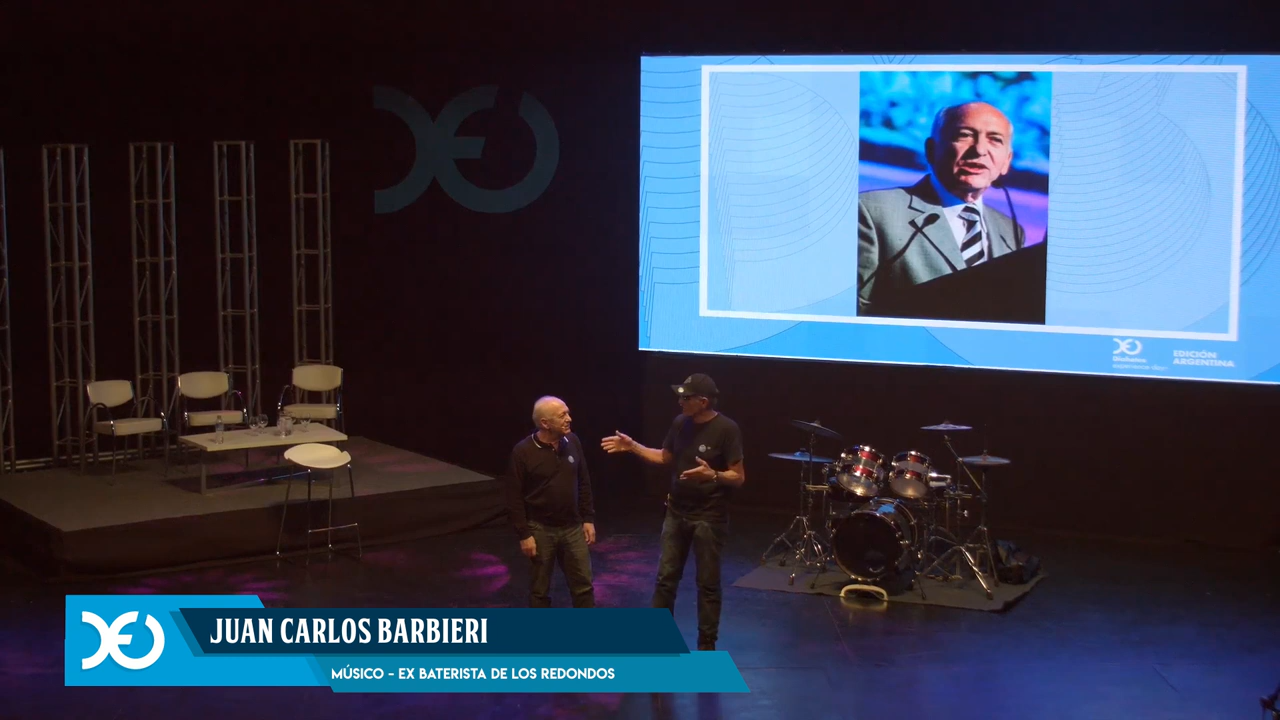 EDICIÓN
ARGENTINA
JUAN CARLOS BARBIERI
MÚSICO - EX BATERISTA DE LOS REDONDOS